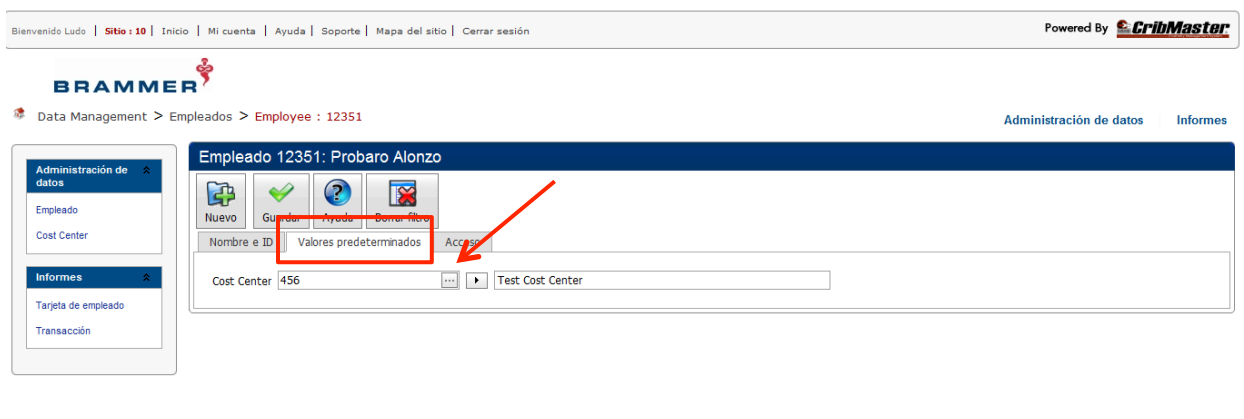 Bienvenido Ludo | Sitio : 10 | Inicio | Mi cuenta | Ayuda | Soporte | Mapa del sitio | Cerrar sesión
Powered By CribMaster
BRAMMER
Data Management > Empleados > Employee : 12351
Administración de datos Informes
Administración de datos
Empleado
Cost Center
Informes
Tarjeta de empleado
Transacción
Empleado 12351: Probaro Alonzo
Nuevo Guardar Ayuda Borrar filtro
Nombre e ID Valores predeterminados Acceso
Cost Center 456 ... Test Cost Center